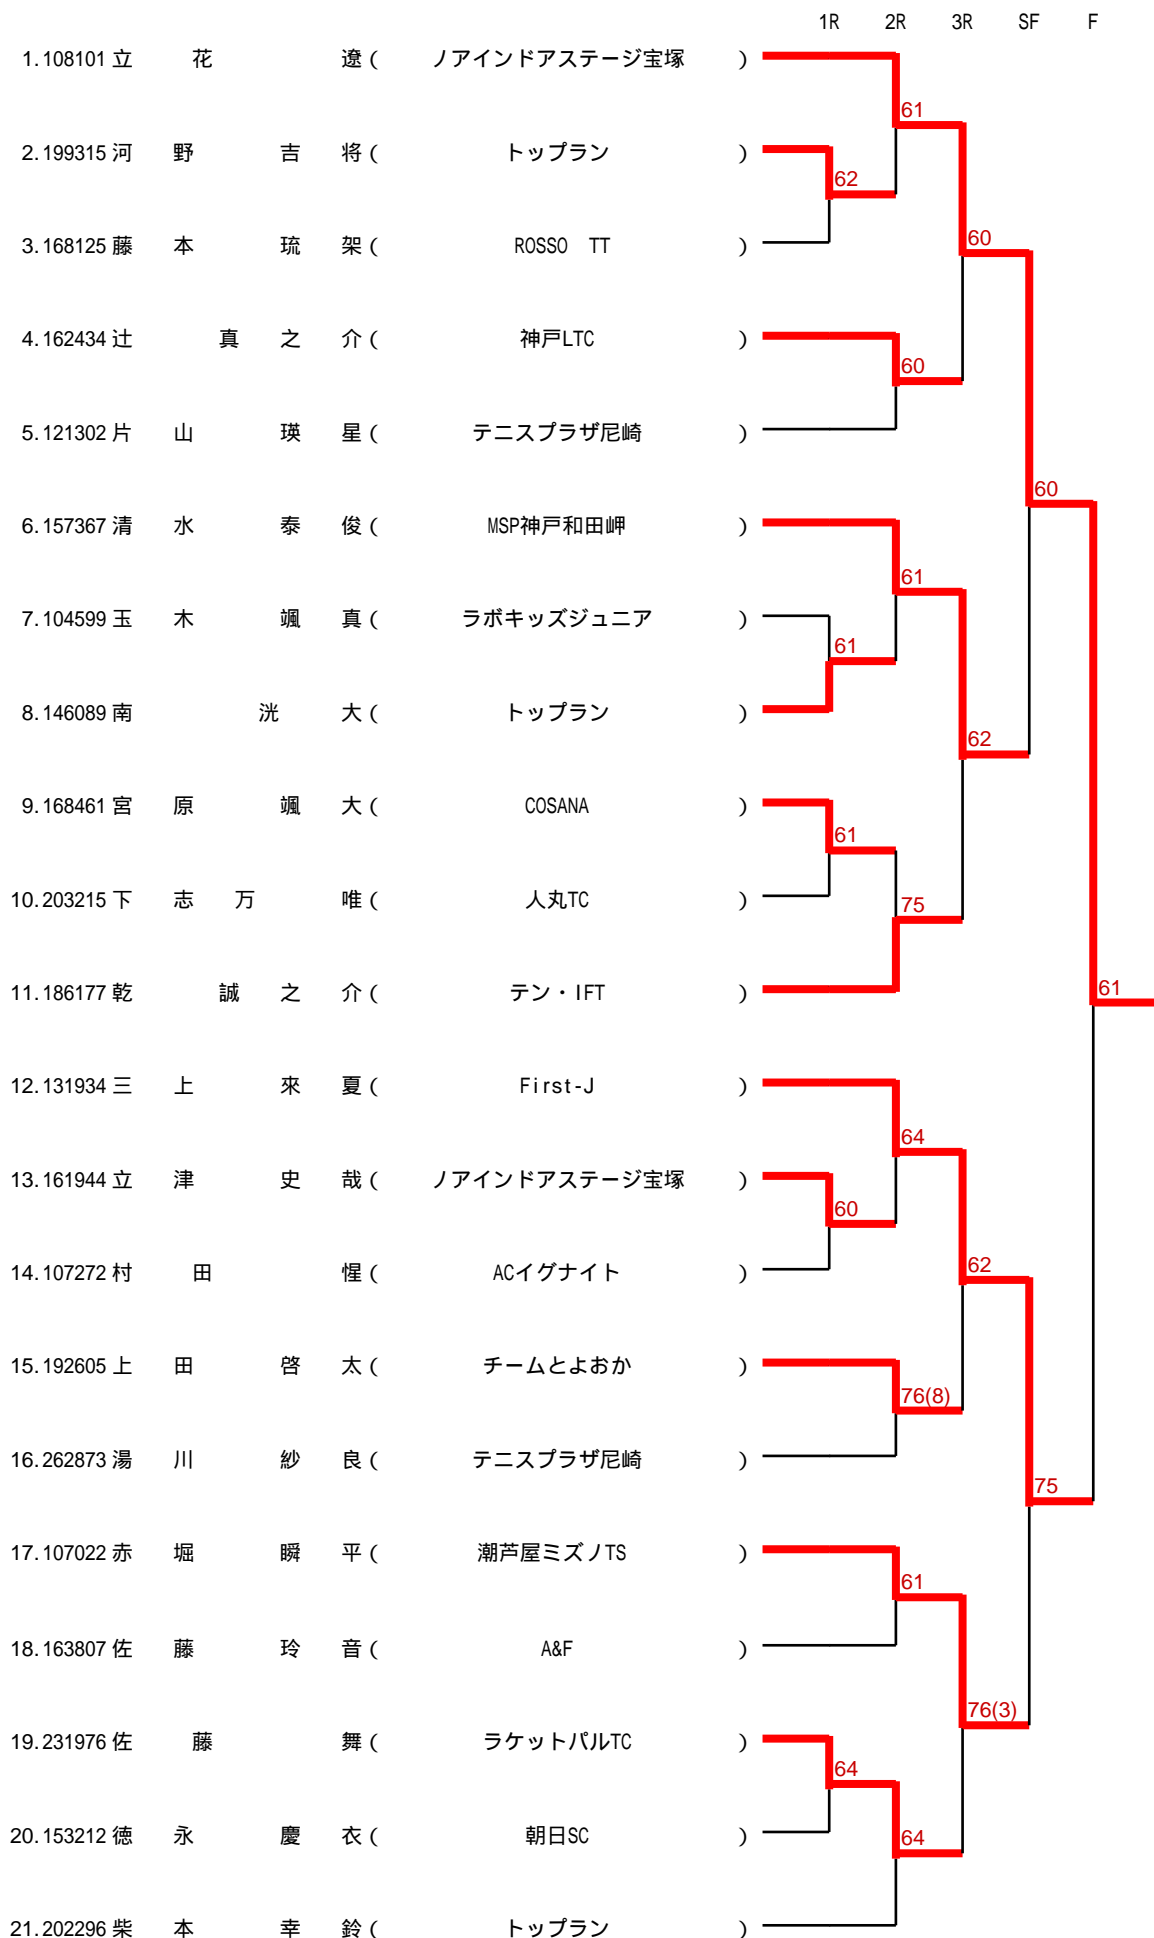 1R 2R 3R SF F
1.108101 立 花 遼 ( ノアインドアステージ宝塚 )
61
2.199315 河 野 吉 将 ( トップラン )
62
3.168125 藤 本 琉 架 ( ROSSO TT )
60
4.162434 辻 真 之 介 ( 神戸LTC )
60
5.121302 片 山 瑛 星 ( テニスプラザ尼崎 )
60
6.157367 清 水 泰 俊 ( MSP神戸和田岬 )
61
7.104599 玉 木 颯 真 ( ラボキッズジュニア )
61
8.146089 南 洸 大 ( トップラン )
62
9.168461 宮 原 颯 大 ( COSANA )
61
10.203215 下 志 万 唯 ( 人丸TC )
75
11.186177 乾 誠 之 介 ( テン・IFT )
61
12.131934 三 上 來 夏 ( First-J )
64
13.161944 立 津 史 哉 ( ノアインドアステージ宝塚 )
60
14.107272 村 田 惺 ( ACイグナイト )
62
15.192605 上 田 啓 太 ( チームとよおか )
76(8)
16.262873 湯 川 紗 良 ( テニスプラザ尼崎 )
75
17.107022 赤 堀 瞬 平 ( 潮芦屋ミズノTS )
61
18.163807 佐 藤 玲 音 ( A&F )
76(3)
19.231976 佐 藤 舞 ( ラケットパルTC )
64
20.153212 徳 永 慶 衣 ( 朝日SC )
64
21.202296 柴 本 幸 鈴 ( トップラン )